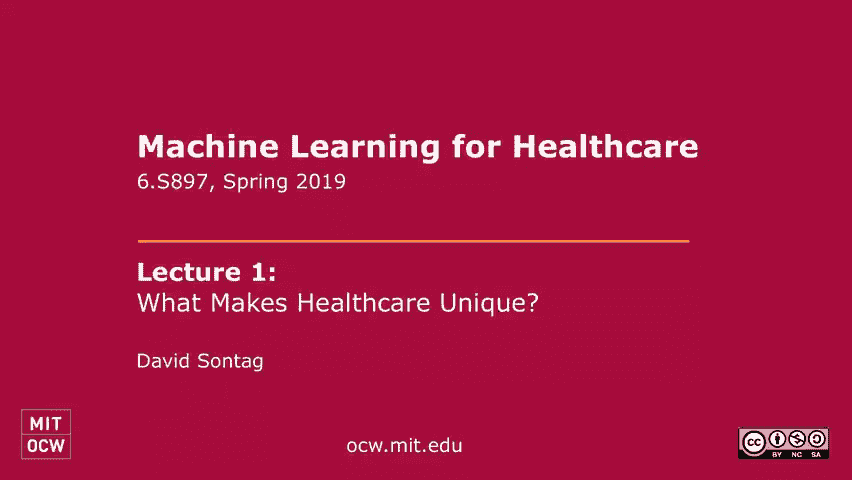 Machine Learning for Healthcare
6.S897, Spring 2019
Lecture 1:
What Makes Healthcare Unique?
David Sontag
MIT
OCW
ocw.mit.edu
cc
BY NC SA